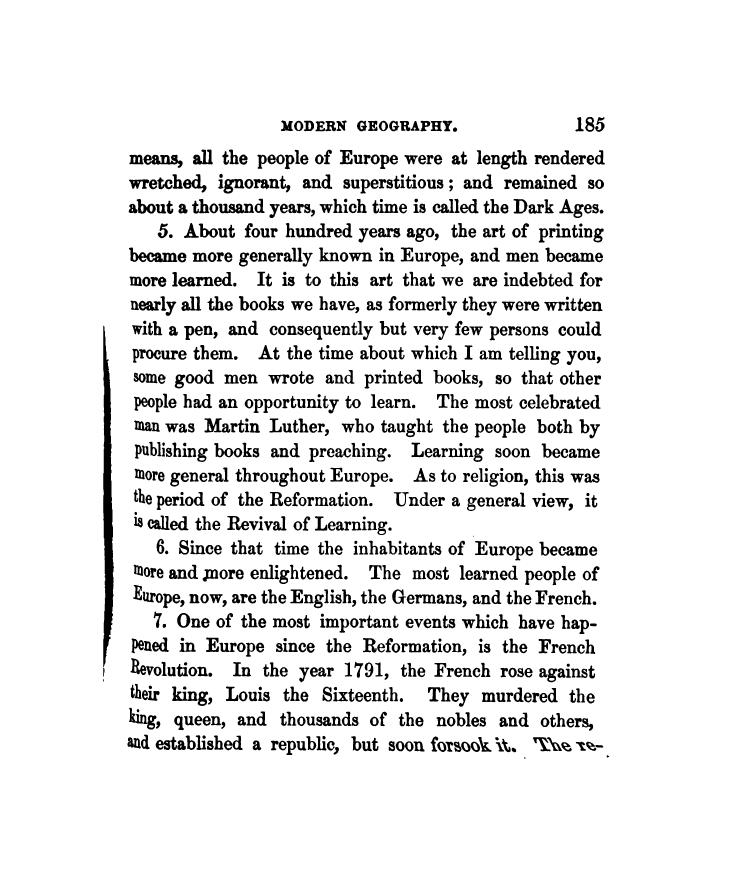 MODERN GEOGRAPHY. 185
means, all the people of Europe were at length rendered
wretched, ignorant, and superstitious; and remained so
about a thousand years, which time is called the Dark Ages.
5. About four hundred years ago, the art of printing
became more generally known in Europe, and men became
more learned. It is to this art that we are indebted for
nearly all the books we have, as formerly they were written
with a pen, and consequently but very few persons could
procure them. At the time about which I am telling you,
some good men wrote and printed books, so that other
people had an opportunity to learn. The most celebrated
man was Martin Luther, who taught the people both by
publishing books and preaching. Learning soon became
more general throughout Europe. As to religion, this was
the period of the Reformation. Under a general view, it
is called the Revival of Learning.
6. Since that time the inhabitants of Europe became
more and more enlightened. The most learned people of
Europe, now, are the English, the Germans, and the French.
7. One of the most important events which have hap-
pened in Europe since the Reformation, is the French
Revolution. In the year 1791, the French rose against
their king, Louis the Sixteenth. They murdered the
king, queen, and thousands of the nobles and others,
and established a republic, but soon forsook it. The re-